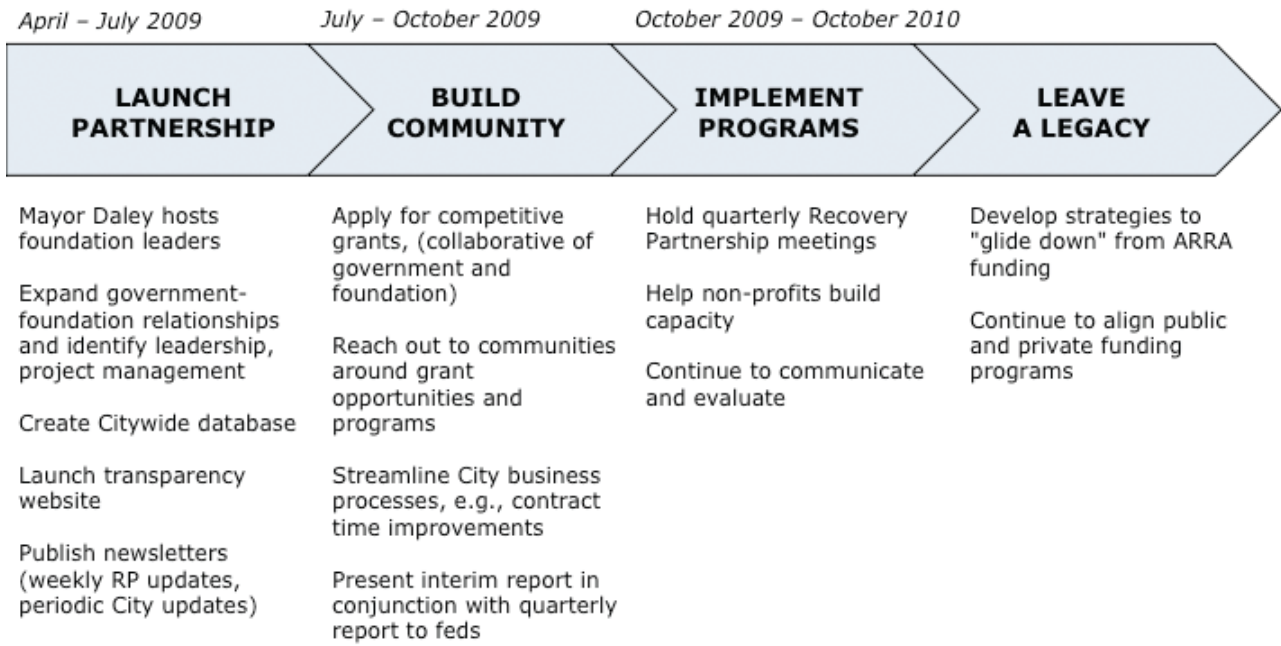 April – July 2009
July – October 2009
October 2009 – October 2010
LAUNCH
PARTNERSHIP
BUILD
COMMUNITY
IMPLEMENT
PROGRAMS
LEAVE
A LEGACY
Mayor Daley hosts
foundation leaders
Expand government-
foundation relationships
and identify leadership,
project management
Create Citywide database
Launch transparency
website
Publish newsletters
(weekly RP updates,
periodic City updates)
Apply for competitive
grants, (collaborative of
government and
foundation)
Reach out to communities
around grant
opportunities and
programs
Streamline City business
processes, e.g., contract
time improvements
Present interim report in
conjunction with quarterly
report to feds
Hold quarterly Recovery
Partnership meetings
Help non-profits build
capacity
Continue to communicate
and evaluate
Develop strategies to
"glide down" from ARRA
funding
Continue to align public
and private funding
programs